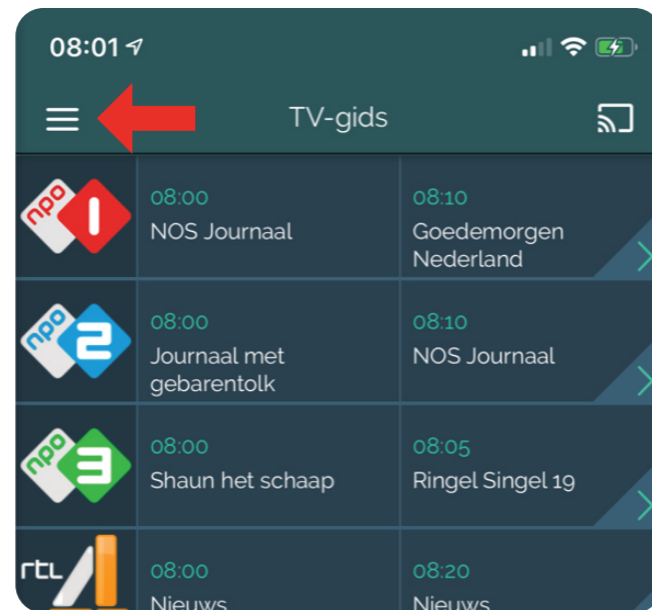 08:01
TV-gids
npo 1
08:00
NOS Journaal
08:10
Goedemorgen
Nederland
npo 2
08:00
Journaal met
gebarentolk
08:10
NOS Journaal
npo 3
08:00
Shaun het schaap
08:05
Ringel Singel 19
rtl 4
08:00
Nieuws
08:20
Nieuws